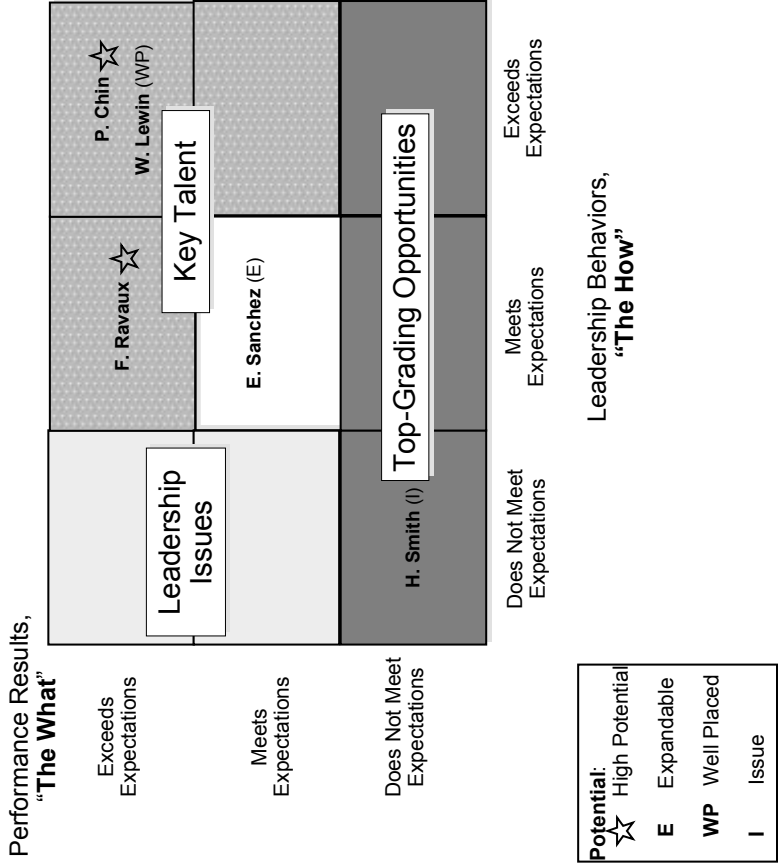 Performance Results,
“The What”
Exceeds
Expectations
Meets
Expectations
Does Not Meet
Expectations
Leadership
Issues
F. Ravaux
P. Chin
W. Lewin (WP)
Key Talent
E. Sanchez (E)
H. Smith (I)
Top-Grading Opportunities
Does Not Meet
Expectations
Meets
Expectations
Exceeds
Expectations
Leadership Behaviors,
“The How”
Potential:
High Potential
E Expandable
WP Well Placed
I Issue